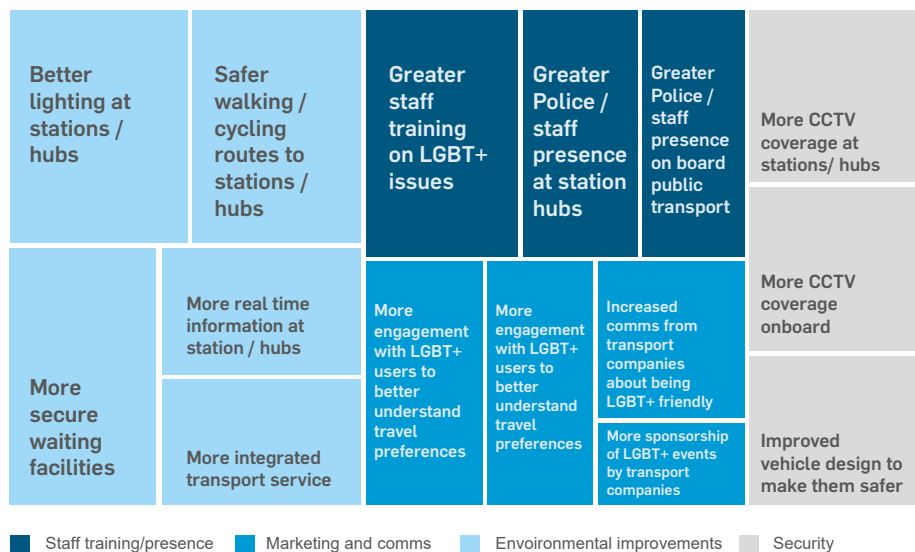 Better
lighting at
stations /
hubs
Safer
walking /
cycling
routes to
stations /
hubs
Greater
staff
training
on LGBT+
issues
Greater
Police /
staff
presence
at station
hubs
Greater
Police /
staff
presence
on board
public
transport
More CCTV
coverage at
stations/ hubs
More
secure
waiting
facilities
More real time
information at
station / hubs
More integrated
transport service
More
engagement
with LGBT+
users to
better
understand
travel
preferences
More
engagement
with LGBT+
users to
better
understand
travel
preferences
Increased
comms from
transport
companies
about being
LGBT+ friendly
More sponsorship
of LGBT+ events
by transport
companies
More CCTV
coverage
onboard
Improved
vehicle design to
make them safer
Staff training/presence
Marketing and comms
Envoironmental improvements
Security